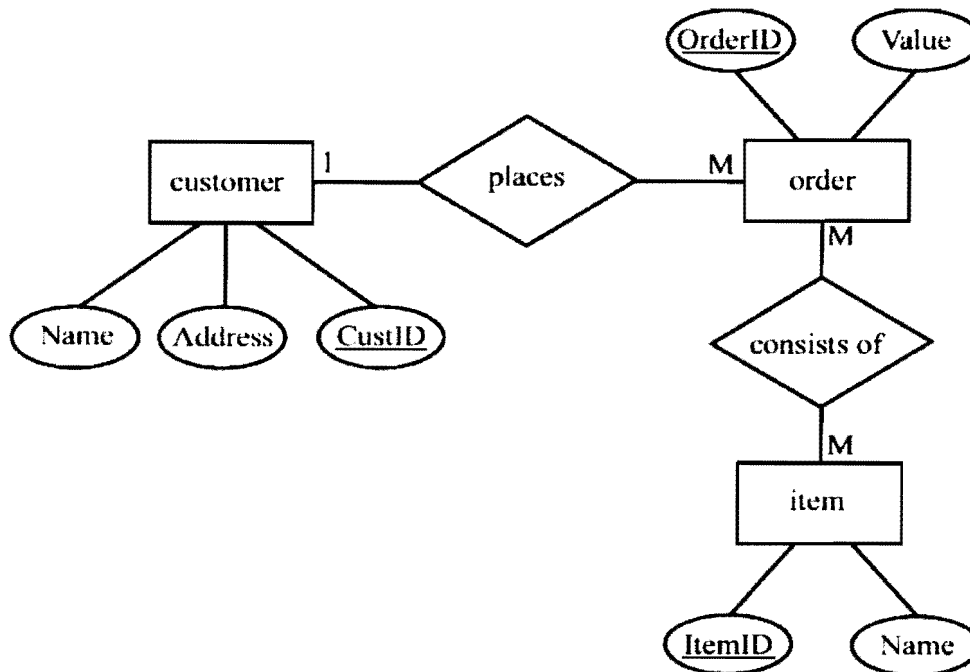 OrderID
Value
customer
1
places
M
order
M
Name
Address
CustID
consists of
M
item
ItemID
Name